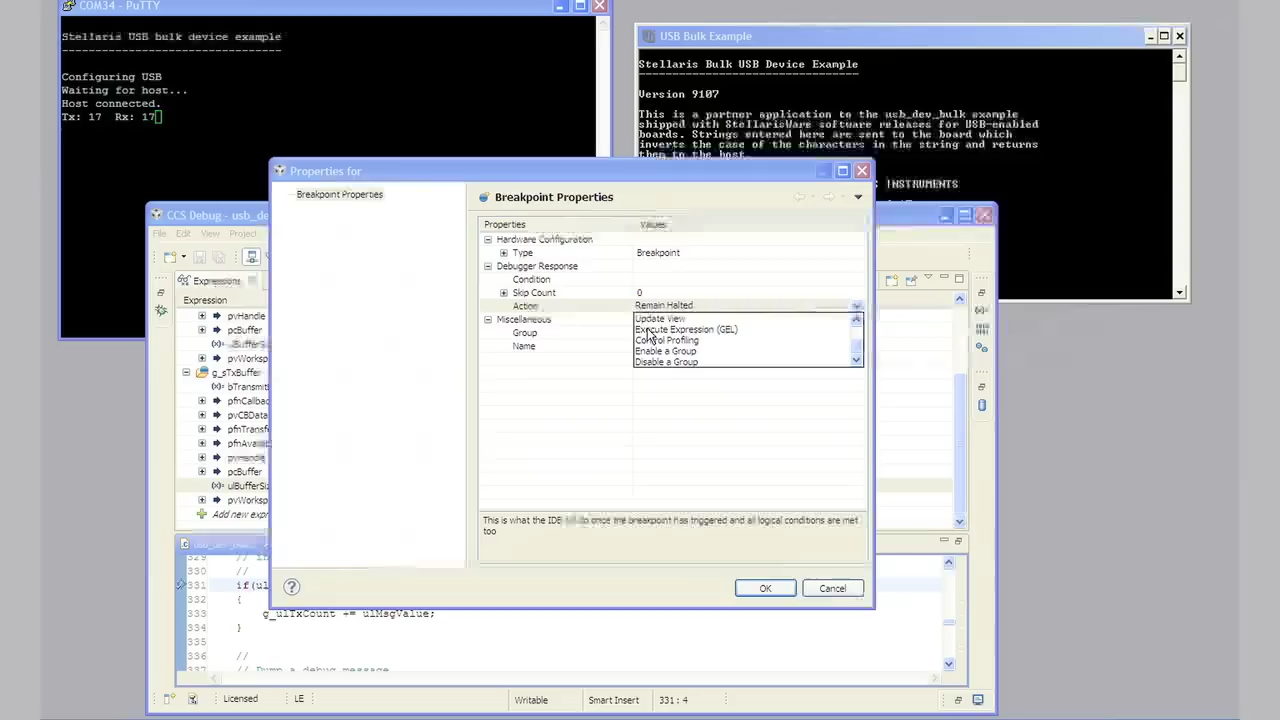 COM34 - PuTTY
Stellaris USB bulk device example
---------------------------------
Configuring USB
Waiting for host...
Host connected.
Tx: 17  Rx: 17
USB Bulk Example
Stellaris Bulk USB Device Example
---------------------------------
Version 9107
This is a partner application to the usb_dev_bulk example
shipped with StellarisWare software releases for USB-enabled
boards. Strings entered here are sent to the board which
inverts the case of the characters in the string and returns
them to the host.
INSTRUMENTS
Properties for
Breakpoint Properties
Breakpoint Properties
Properties Values
Hardware Configuration
Type Breakpoint
Debugger Response
Condition
Skip Count 0
Action Remain Halted
Update View
Execute Expression (GEL)
Control Profiling
Enable a Group
Disable a Group
Miscellaneous
Group
Name
This is what the IDE once the breakpoint has triggered and all logical conditions are met
too
? OK Cancel
CCS Debug - usb_de
File Edit View Project
Expressions
Expression
pvHandle
pcBuffer
pvWorksp
g_sTxBuffer
bTransmit
pfnCallbac
pvCBData
pfnTransf
pfnAvai
pvHandle
pcBuffer
ulBufferSiz
pvWorksp
Add new expr
329 //
330 //
331 if(ul
332 {
333 g_ulTxCount += ulMsgValue;
334 }
335
336 //
337 // Dump a debug message
Licensed LE Writable Smart Insert 331 : 4